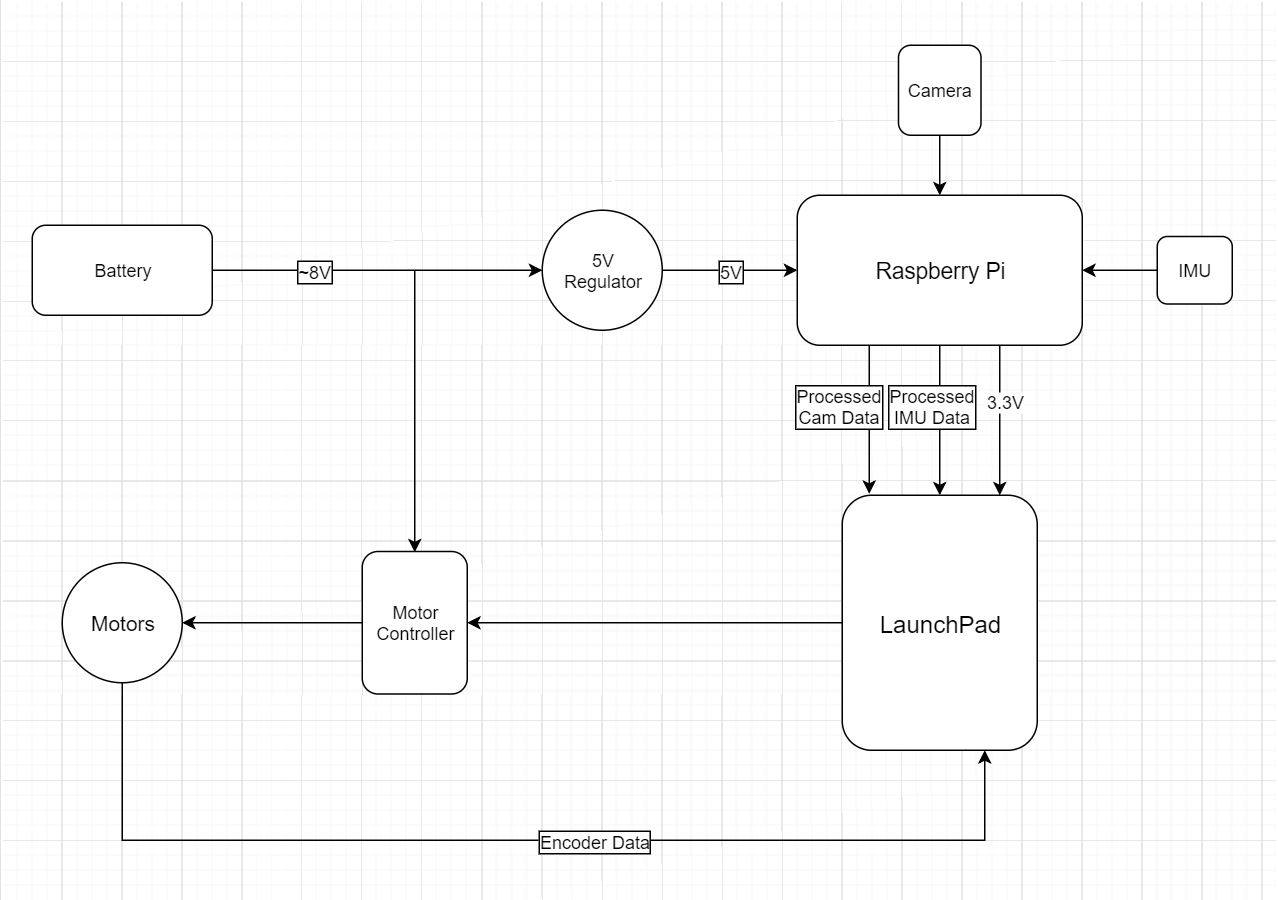 Camera
Battery
~8V
5V
Regulator
5V
Raspberry Pi
IMU
Processed
Cam Data
Processed
IMU Data
3.3V
Motors
Motor
Controller
LaunchPad
Encoder Data